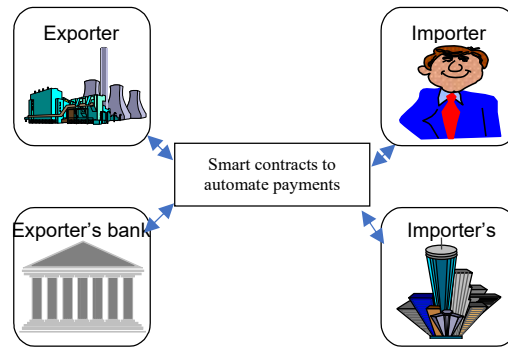 Exporter
Importer
Smart contracts to
automate payments
Exporter’s bank
Importer’s